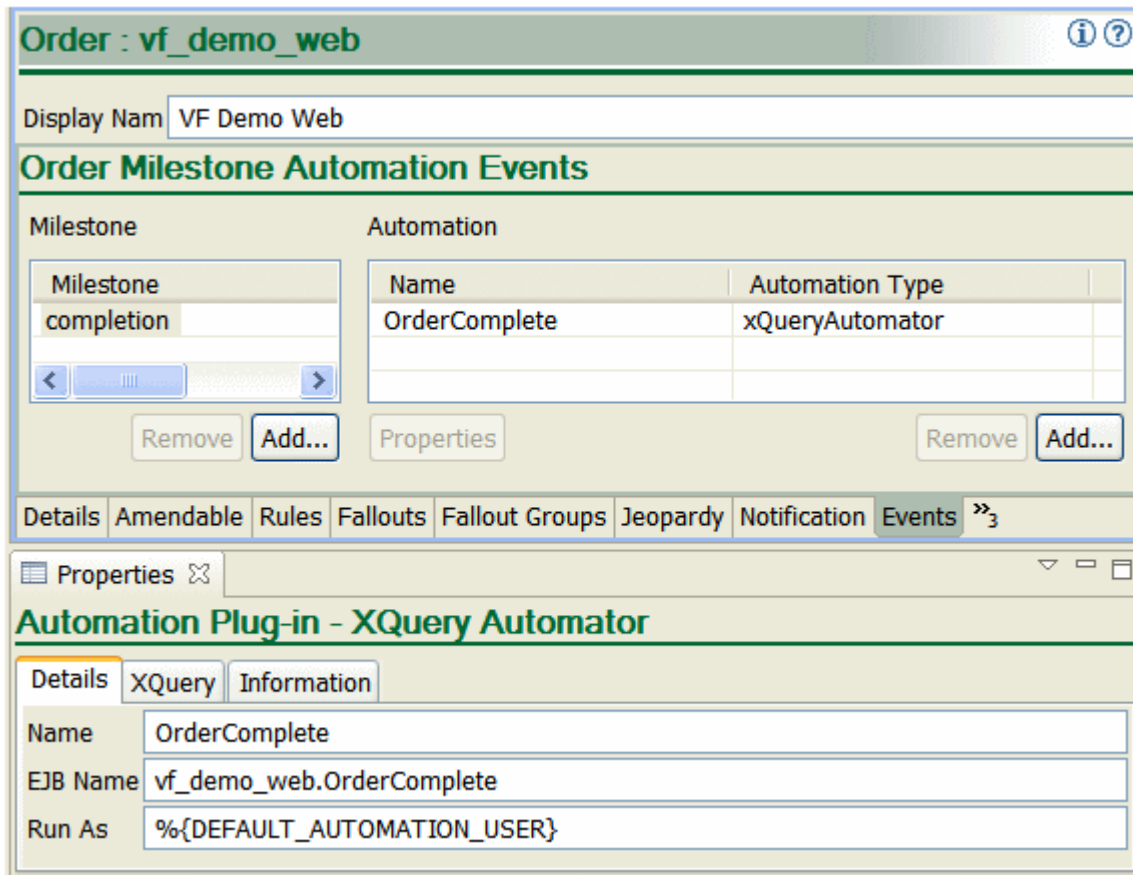 Order : vf_demo_web
Display Nam VF Demo Web
Order Milestone Automation Events
Milestone Automation
Milestone Name Automation Type
completion OrderComplete xQueryAutomator
Remove Add... Properties Remove Add...
Details Amendable Rules Fallouts Fallout Groups Jeopardy Notification Events »3
Properties
Automation Plug-in - XQuery Automator
Details XQuery Information
Name OrderComplete
EJB Name vf_demo_web.OrderComplete
Run As %{DEFAULT_AUTOMATION_USER}